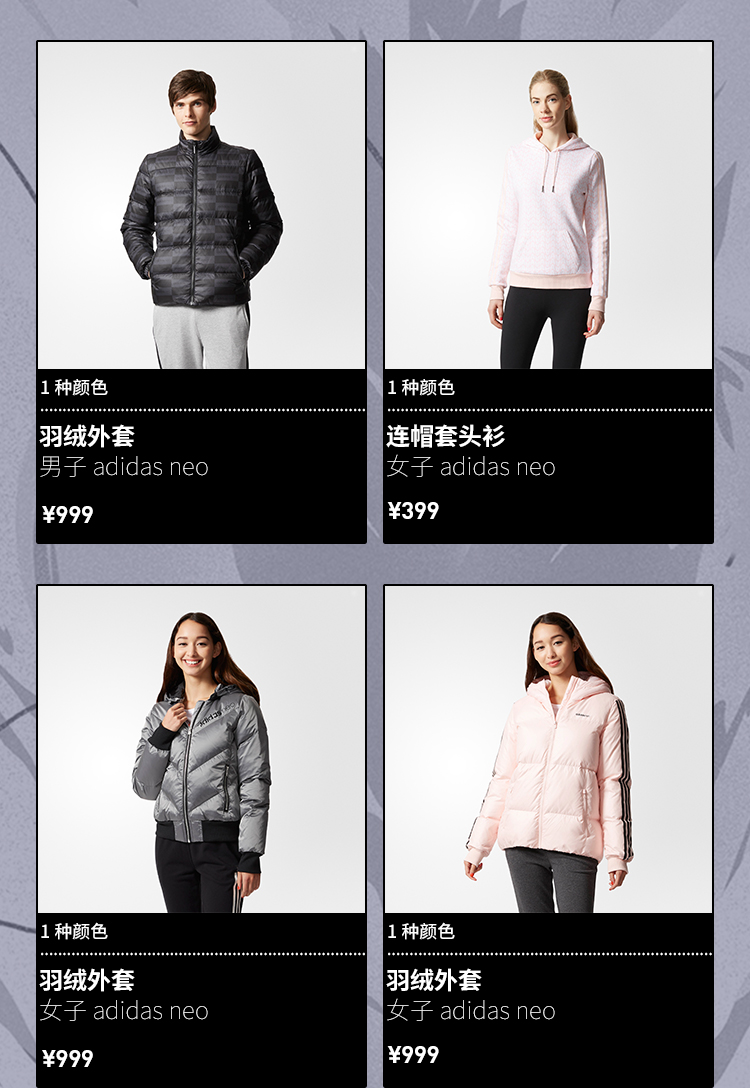 1 种颜色
羽绒外套
男子 adidas neo
¥999
1 种颜色
连帽套头衫
女子 adidas neo
¥399
1 种颜色
羽绒外套
女子 adidas neo
¥999
1 种颜色
羽绒外套
女子 adidas neo
¥999